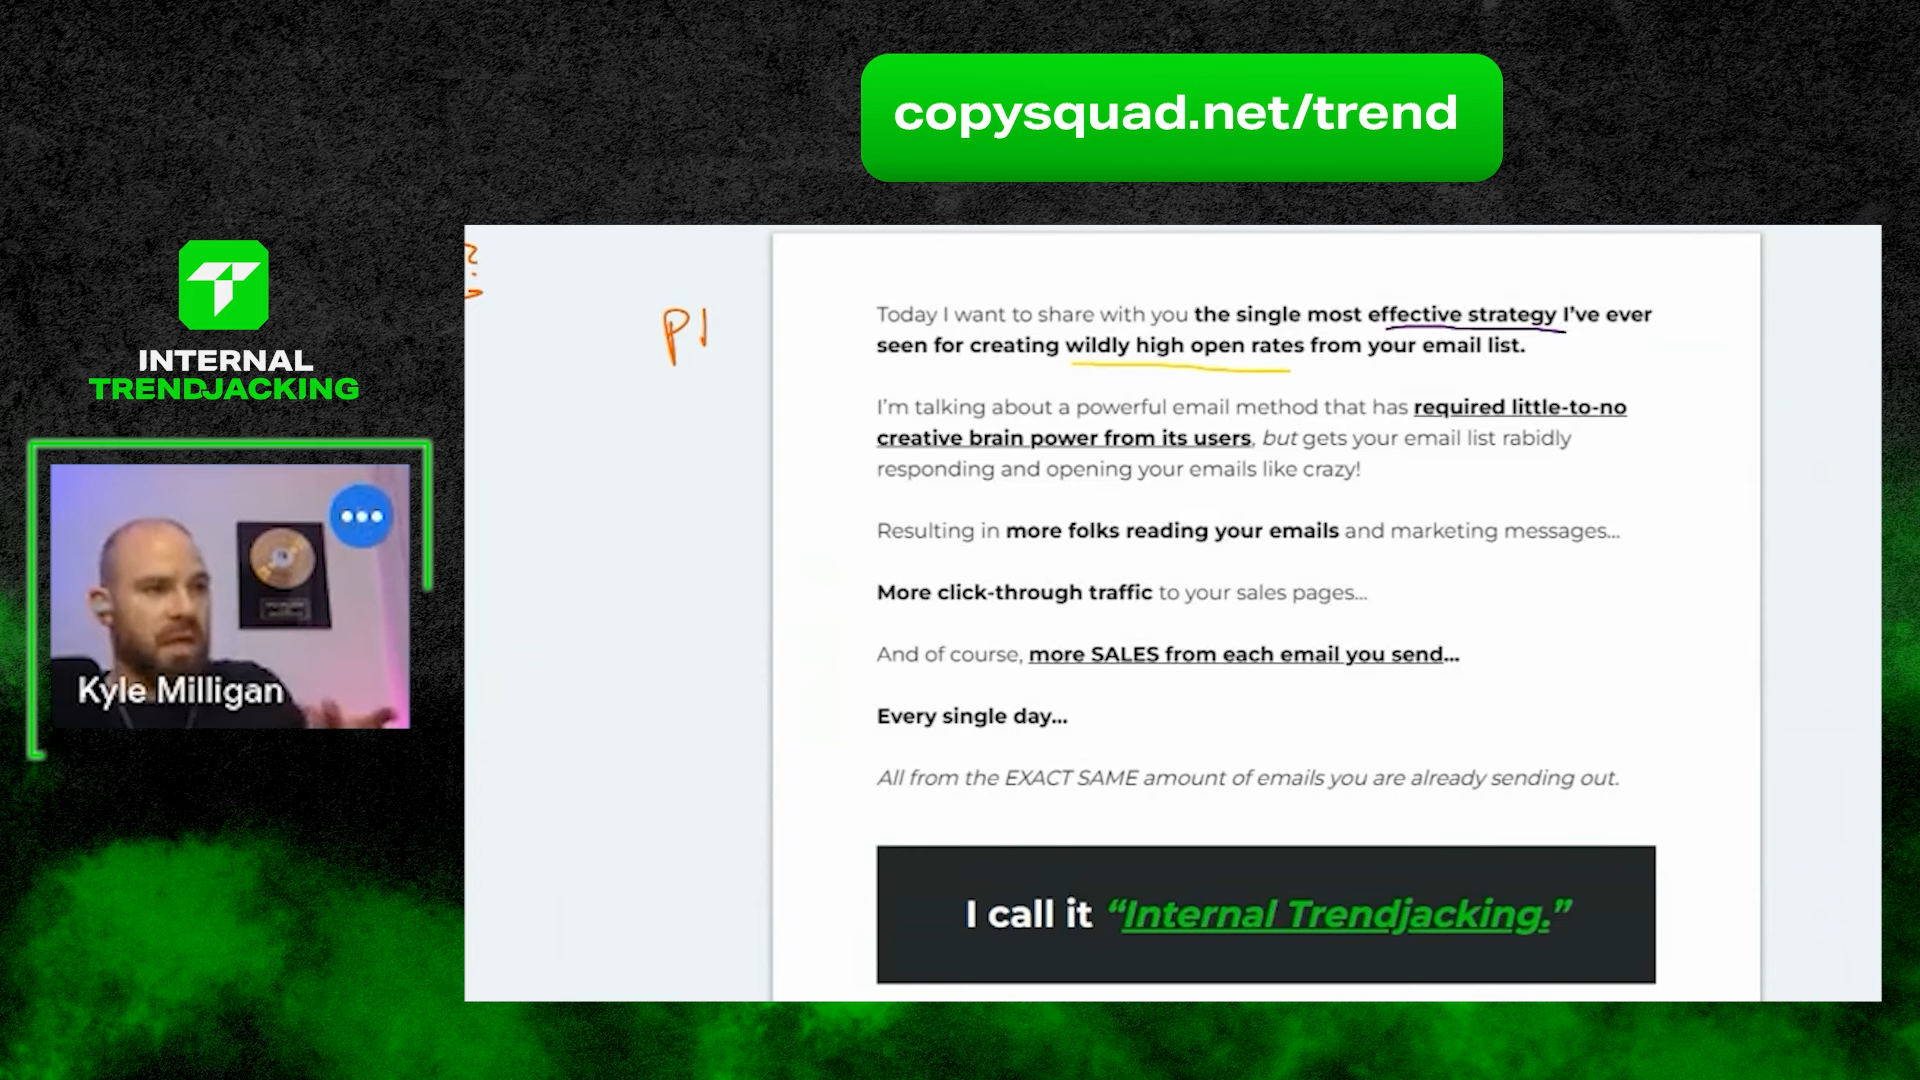 copysquad.net/trend
INTERNAL
TRENDJACKING
Kyle Milligan
P1
Today I want to share with you the single most effective strategy I’ve ever
seen for creating wildly high open rates from your email list.
I’m talking about a powerful email method that has required little-to-no
creative brain power from its users, but gets your email list rabidly
responding and opening your emails like crazy!
Resulting in more folks reading your emails and marketing messages...
More click-through traffic to your sales pages...
And of course, more SALES from each email you send...
Every single day...
All from the EXACT SAME amount of emails you are already sending out.
I call it “Internal Trendjacking.”